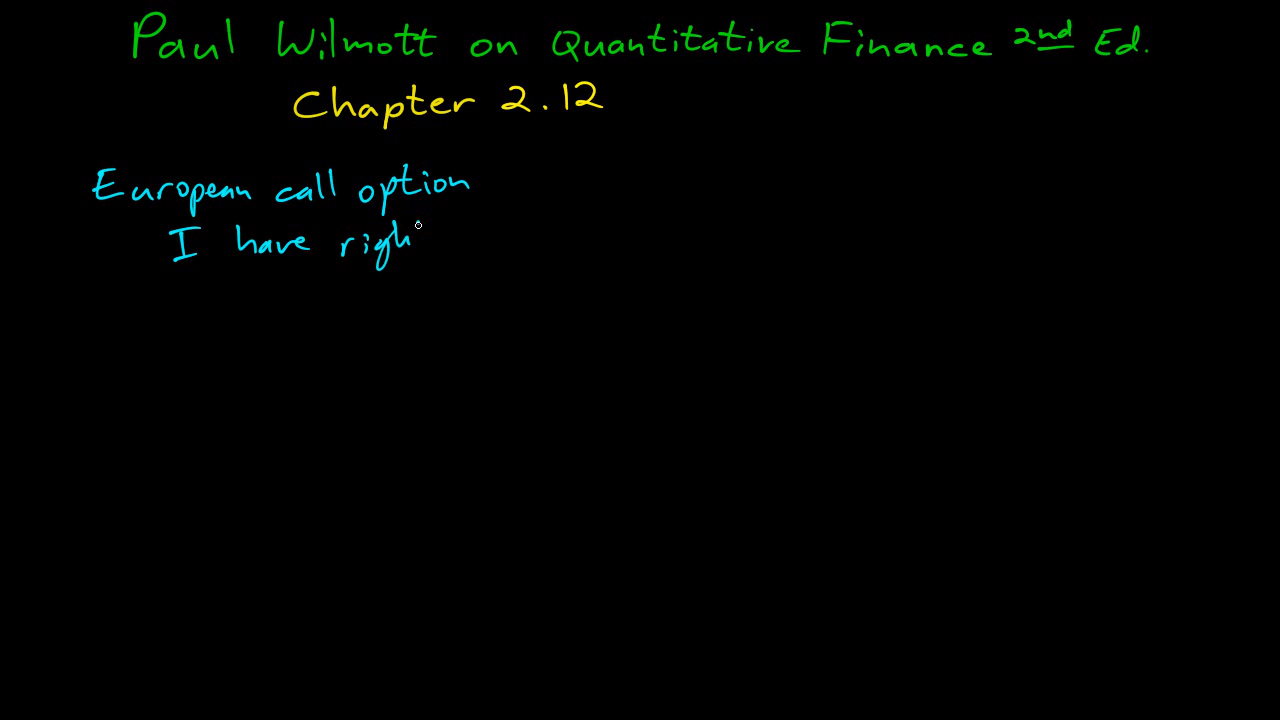 Paul Wilmott on Quantitative Finance 2nd Ed.
Chapter 2.12
European call option
I have righ